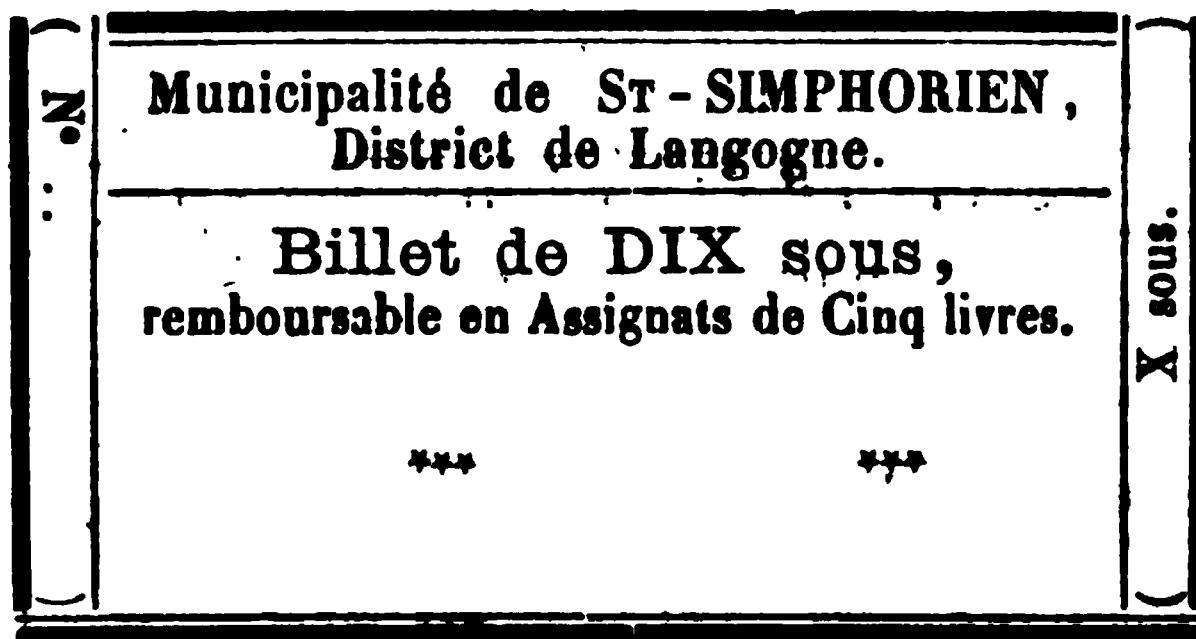 Municipalité de ST-SIMPHORIEN,
District de Langogne.
Billet de DIX sous,
remboursable en Assignats de Cinq livres.
*** ***
N.°
X sous.